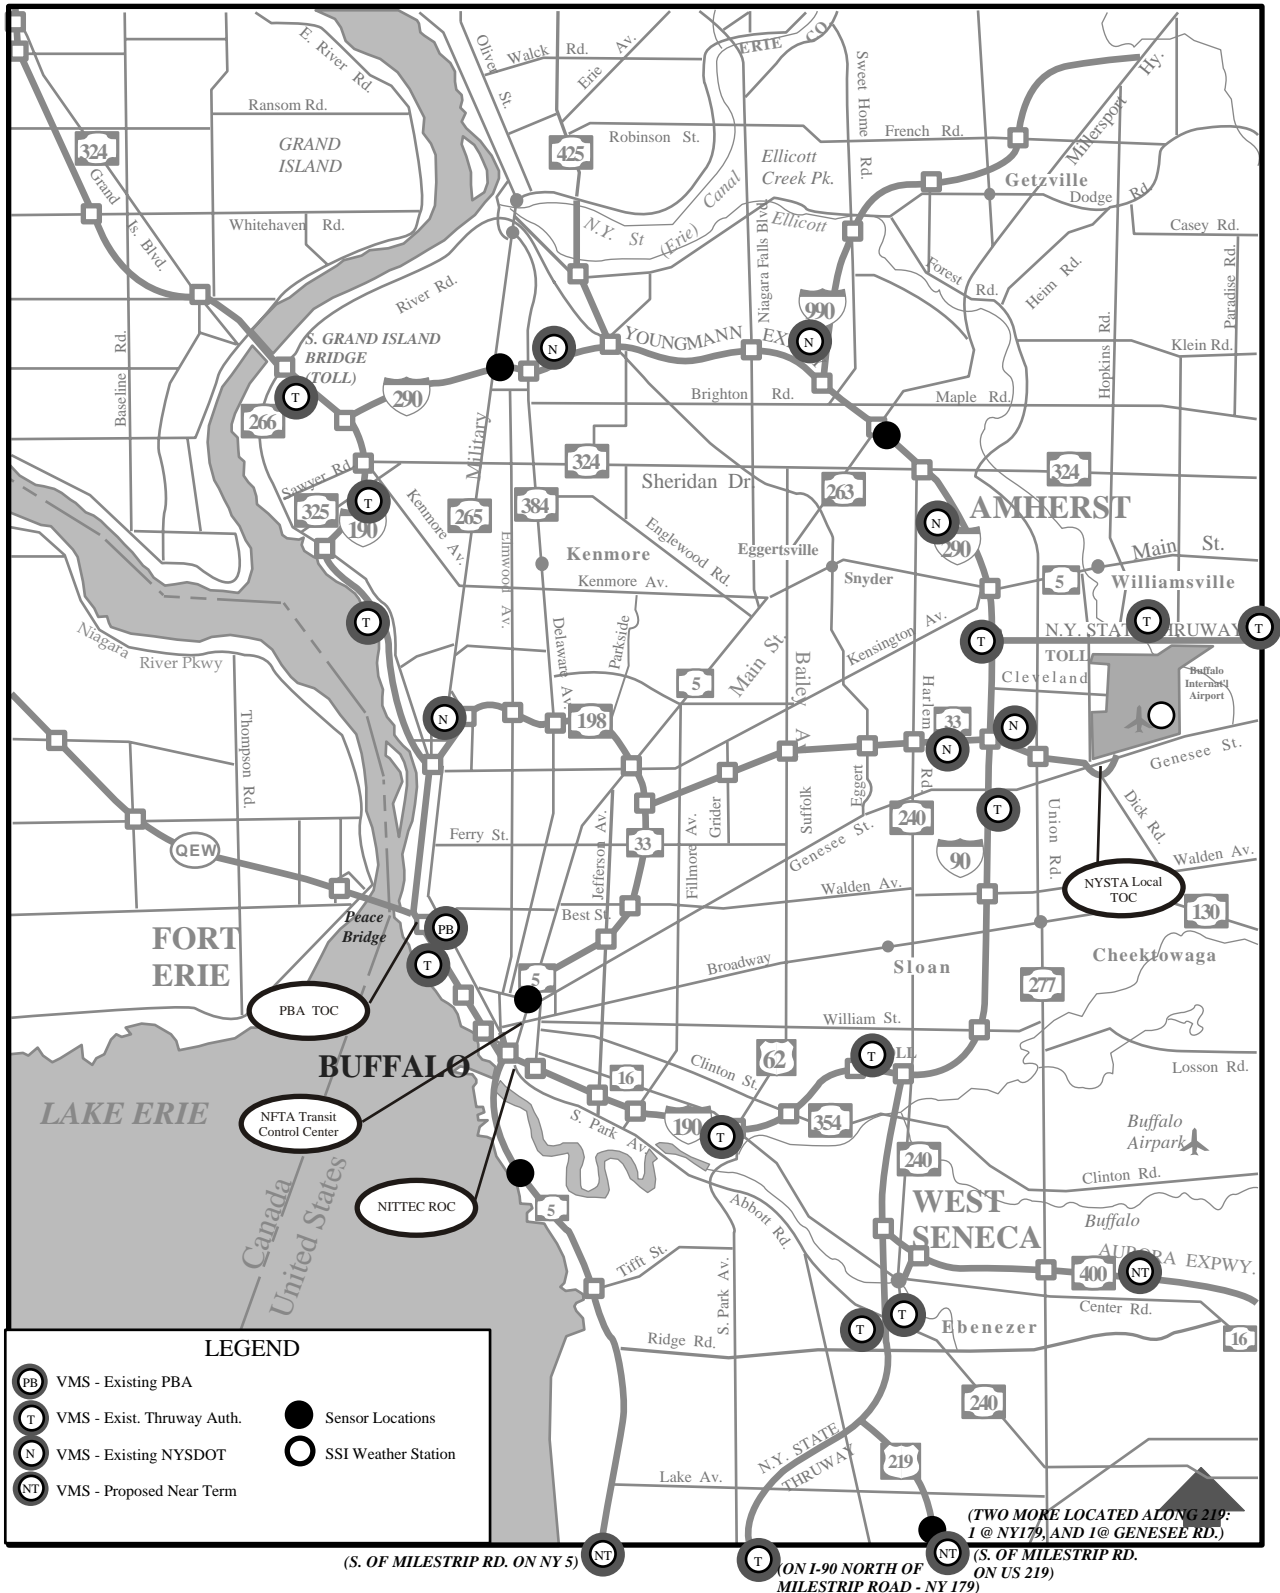 E. River Rd.
Oliver St.
Walck Rd.
Erie Av.
ERIE CO.
Sweet Home Rd.
Millersport Hy.
Ransom Rd.
324
GRAND
ISLAND
425
Robinson St.
French Rd.
Ellicott
Creek Pk.
Getzville
Dodge Rd.
Grand Is. Blvd.
Whitehaven Rd.
N.Y. St (Erie) Canal
Niagara Falls Blvd.
Ellicott
Casey Rd.
Forest Rd.
Heim Rd.
Paradise Rd.
River Rd.
990
S. GRAND ISLAND
BRIDGE
(TOLL)
N
YOUNGMANN
N
Hopkins Rd.
Klein Rd.
Baseline Rd.
T
290
Brighton Rd.
Maple Rd.
266
Military
324
Sheridan Dr.
263
324
Sawyer Rd.
T
325
190
Kenmore Av.
265
384
Englewood Rd.
N
AMHERST
290
Kenmore
Eggertsville
Snyder
Main St.
5
Williamsville
Elmwood Av.
Kenmore Av.
T
Delaware Av.
Parkside
Kensington Av.
T
T
T
N.Y. STATE THRUWAY
TOLL
Niagara
River Pkwy
5
Main St.
Bailey Av.
Cleveland
Buffalo
Internat'l
Airport
Harlem Rd.
N
198
33
N
N
Thompson Rd.
Genesee St.
Grider
Suffolk
Eggert
T
Union Rd.
Dick Rd.
QEW
Ferry St.
Jefferson Av.
33
Fillmore Av.
Genesee St.
240
90
Walden Av.
NYSTA Local
TOC
Walden Av.
130
Peace
Bridge
Best St.
PB
T
FORT
ERIE
Broadway
Sloan
Cheektowaga
277
5
PBA TOC
William St.
BUFFALO
62
T
Losson Rd.
Clinton St.
16
LAKE ERIE
NFTA Transit
Control Center
S. Park Av.
190
T
354
Buffalo
Airpark
240
Clinton Rd.
Canada
United States
NITTEC ROC
5
Abbott Rd.
WEST
SENECA
Buffalo
Tifft St.
AURORA EXPWY.
400
NT
S. Park Av.
T
T
Center Rd.
Ebenezer
16
Ridge Rd.
LEGEND
PB VMS - Existing PBA
T VMS - Exist. Thruway Auth.
Sensor Locations
N VMS - Existing NYSDOT
SSI Weather Station
NT VMS - Proposed Near Term
240
N.Y. STATE
THRUWAY
219
Lake Av.
(TWO MORE LOCATED ALONG 219:
1 @ NY179, AND 1@ GENESEE RD.)
(S. OF MILESTRIP RD. ON NY 5)
NT
T
(ON I-90 NORTH OF
MILESTRIP ROAD - NY 179)
NT
(S. OF MILESTRIP RD.
ON US 219)